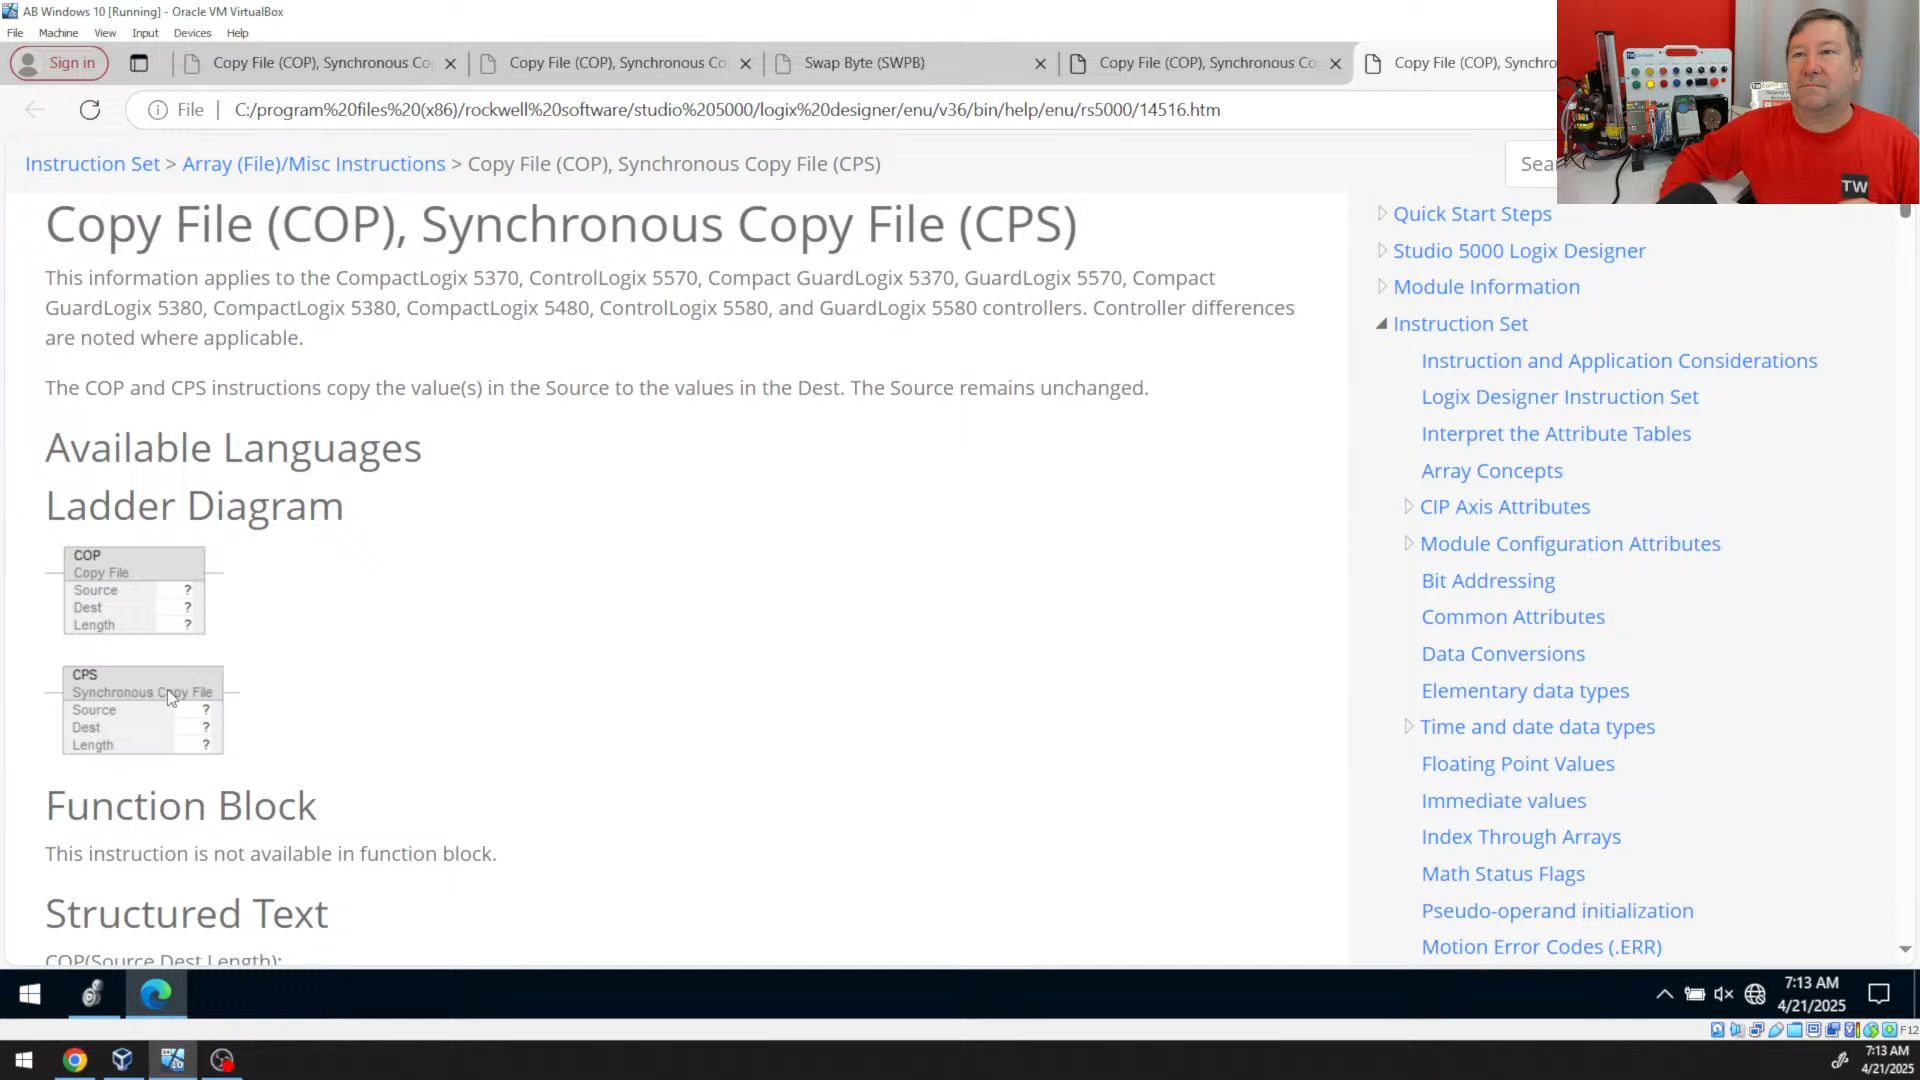 AB Windows 10 [Running] - Oracle VM VirtualBox
File Machine View Input Devices Help
Sign in
Copy File (COP), Synchronous Co
Copy File (COP), Synchronous Co
Swap Byte (SWPB)
Copy File (COP), Synchronous Co
Copy File (COP), Synchro
File
C:/program%20files%20(x86)/rockwell%20software/studio%205000/logix%20designer/enu/v36/bin/help/enu/rs5000/14516.htm
Instruction Set > Array (File)/Misc Instructions > Copy File (COP), Synchronous Copy File (CPS)
Sea
TW
Copy File (COP), Synchronous Copy File (CPS)
This information applies to the CompactLogix 5370, ControlLogix 5570, Compact GuardLogix 5370, GuardLogix 5570, Compact
GuardLogix 5380, CompactLogix 5380, CompactLogix 5480, ControlLogix 5580, and GuardLogix 5580 controllers. Controller differences
are noted where applicable.
The COP and CPS instructions copy the value(s) in the Source to the values in the Dest. The Source remains unchanged.
Available Languages
Ladder Diagram
COP
Copy File
Source ?
Dest ?
Length ?
CPS
Synchronous Copy File
Source ?
Dest ?
Length ?
Function Block
This instruction is not available in function block.
Structured Text
COP(Source,Dest,Length);
Quick Start Steps
Studio 5000 Logix Designer
Module Information
Instruction Set
Instruction and Application Considerations
Logix Designer Instruction Set
Interpret the Attribute Tables
Array Concepts
CIP Axis Attributes
Module Configuration Attributes
Bit Addressing
Common Attributes
Data Conversions
Elementary data types
Time and date data types
Floating Point Values
Immediate values
Index Through Arrays
Math Status Flags
Pseudo-operand initialization
Motion Error Codes (.ERR)
7:13 AM
4/21/2025
F12
10
7:13 AM
4/21/2025